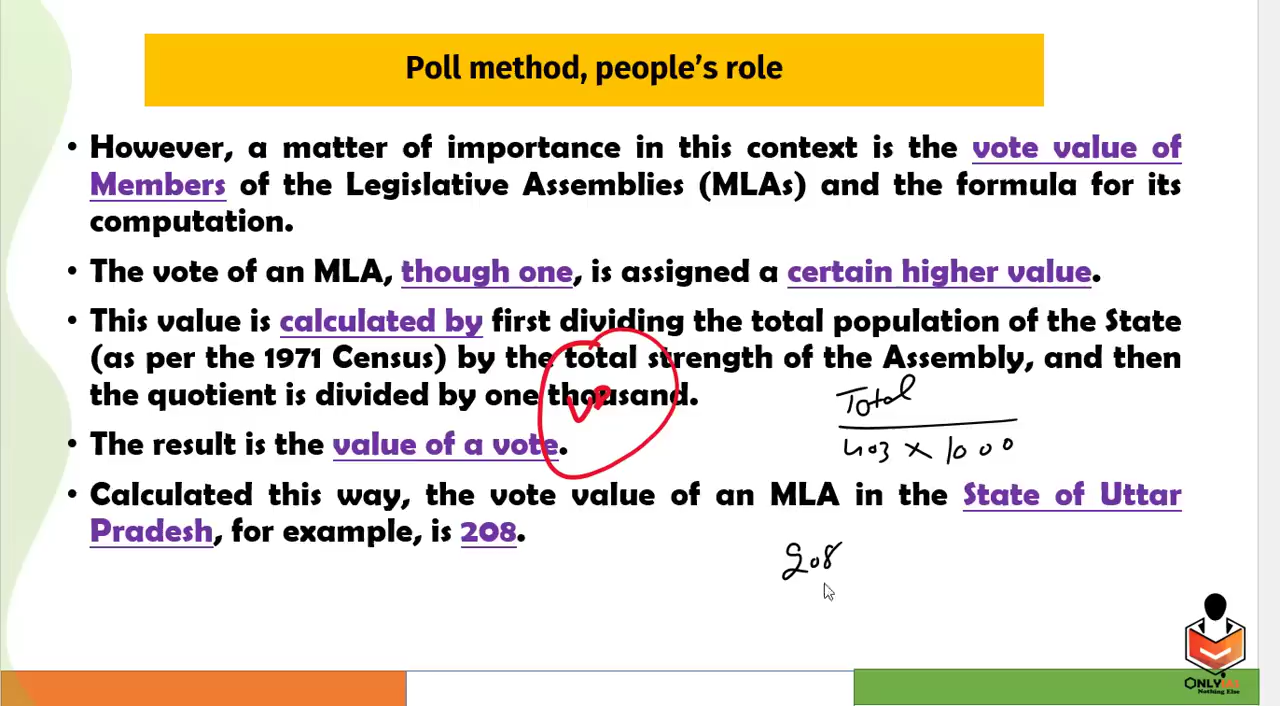 Poll method, people's role
• However, a matter of importance in this context is the vote value of
Members of the Legislative Assemblies (MLAs) and the formula for its
computation.
• The vote of an MLA, though one, is assigned a certain higher value.
• This value is calculated by first dividing the total population of the State
(as per the 1971 Census) by the total strength of the Assembly, and then
the quotient is divided by one thousand.
UP
Total
403 × 1000
• The result is the value of a vote.
• Calculated this way, the vote value of an MLA in the State of Uttar
Pradesh, for example, is 208.
208
ONLYIAS
Nothing Else